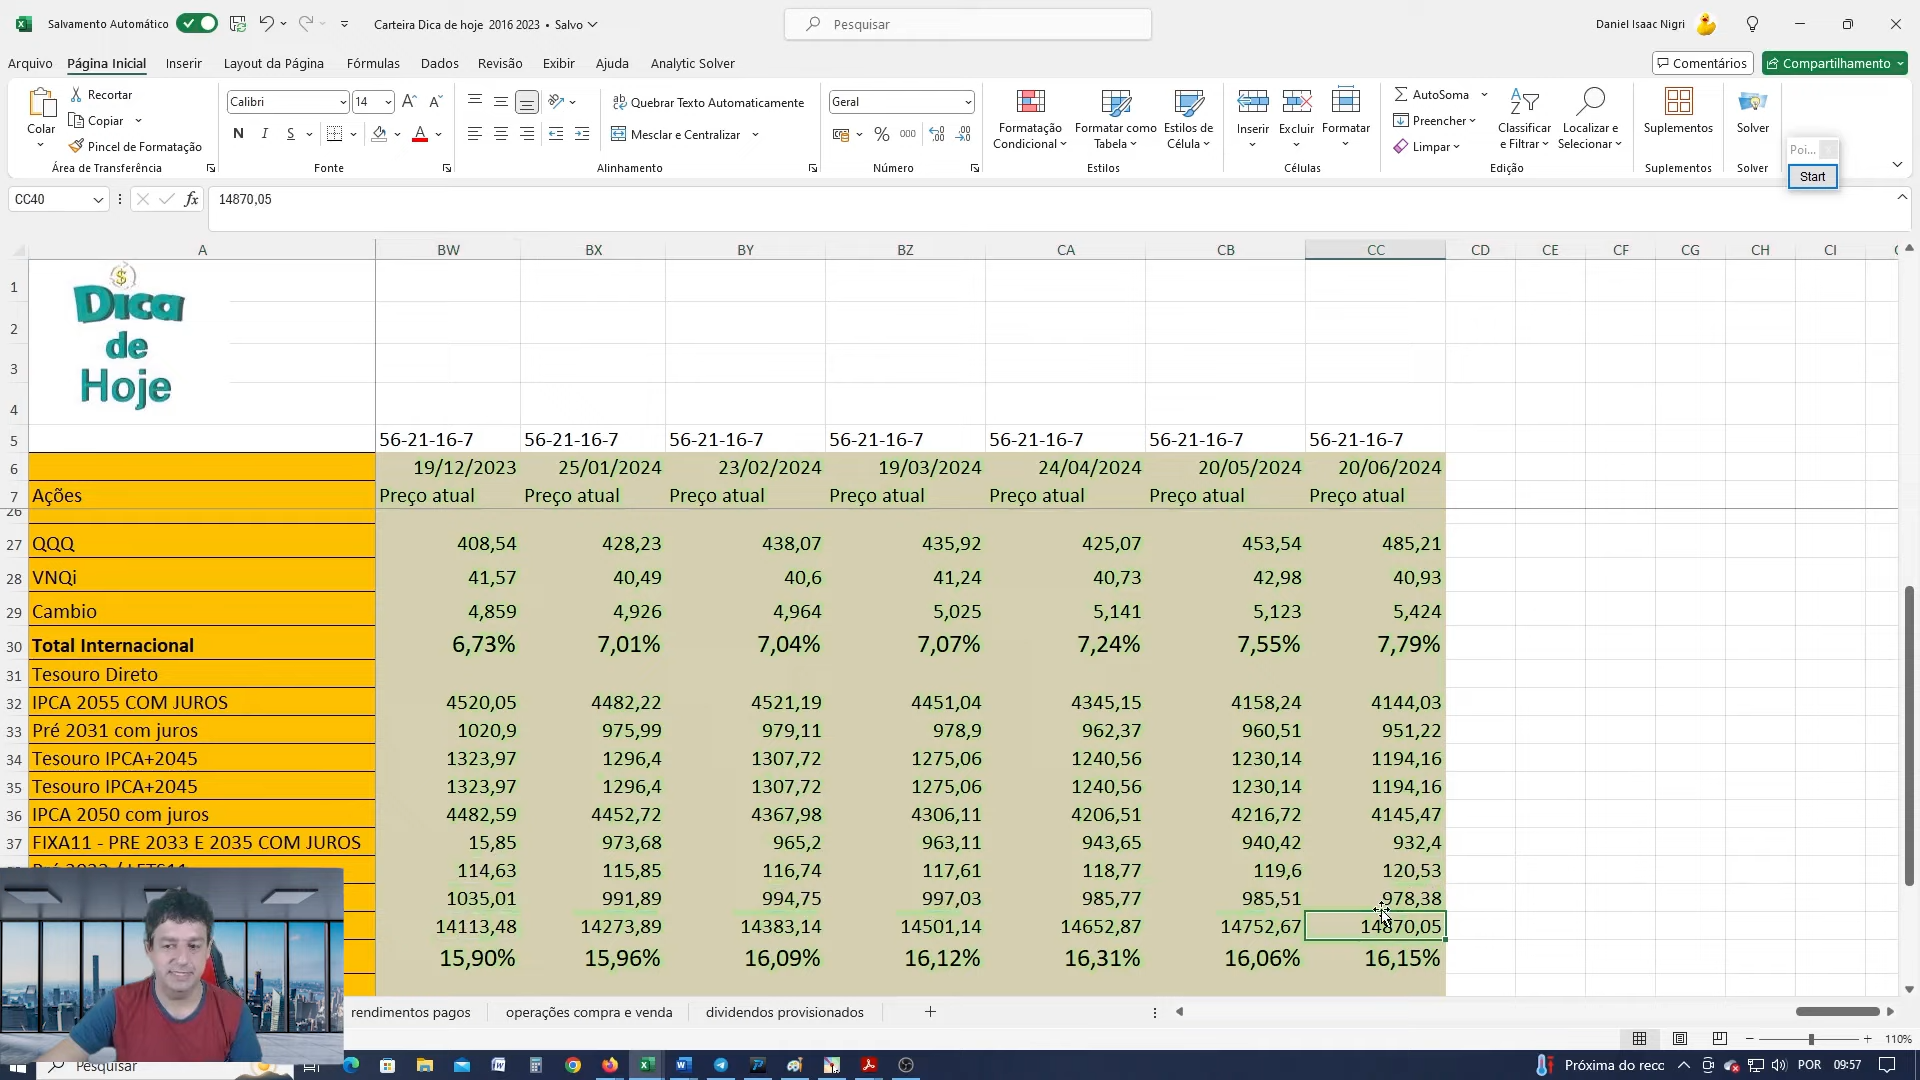 Salvamento Automático
Carteira Dica de hoje 2016 2023 • Salvo
Pesquisar
Daniel Isaac Nigri
Arquivo Página Inicial Inserir Layout da Página Fórmulas Dados Revisão Exibir Ajuda Analytic Solver
Comentários Compartilhamento
Colar
Recortar
Copiar
Pincel de Formatação
Área de Transferência
Calibri 14
N I S
Fonte
Quebrar Texto Automaticamente
Mesclar e Centralizar
Alinhamento
Geral
% 000
Número
Formatação Condicional
Formatar como Tabela
Estilos de Célula
Estilos
Inserir Excluir Formatar
Células
AutoSoma
Preencher
Limpar
Classificar e Filtrar
Localizar e Selecionar
Edição
Suplementos
Suplementos
Solver
Solver
Poi...
Start
CC40 fx 14870,05
A BW BX BY BZ CA CB CC CD CE CF CG CH CI
1
2
3
4
$ Dica
de
Hoje
5 56-21-16-7 56-21-16-7 56-21-16-7 56-21-16-7 56-21-16-7 56-21-16-7 56-21-16-7
6 19/12/2023 25/01/2024 23/02/2024 19/03/2024 24/04/2024 20/05/2024 20/06/2024
7 Ações Preço atual Preço atual Preço atual Preço atual Preço atual Preço atual Preço atual
26
27 QQQ 408,54 428,23 438,07 435,92 425,07 453,54 485,21
28 VNQi 41,57 40,49 40,6 41,24 40,73 42,98 40,93
29 Cambio 4,859 4,926 4,964 5,025 5,141 5,123 5,424
30 Total Internacional 6,73% 7,01% 7,04% 7,07% 7,24% 7,55% 7,79%
31 Tesouro Direto
32 IPCA 2055 COM JUROS 4520,05 4482,22 4521,19 4451,04 4345,15 4158,24 4144,03
33 Pré 2031 com juros 1020,9 975,99 979,11 978,9 962,37 960,51 951,22
34 Tesouro IPCA+2045 1323,97 1296,4 1307,72 1275,06 1240,56 1230,14 1194,16
35 Tesouro IPCA+2045 1323,97 1296,4 1307,72 1275,06 1240,56 1230,14 1194,16
36 IPCA 2050 com juros 4482,59 4452,72 4367,98 4306,11 4206,51 4216,72 4145,47
37 FIXA11 - PRE 2033 E 2035 COM JUROS 15,85 973,68 965,2 963,11 943,65 940,42 932,4
114,63 115,85 116,74 117,61 118,77 119,6 120,53
1035,01 991,89 994,75 997,03 985,77 985,51 978,38
14113,48 14273,89 14383,14 14501,14 14652,87 14752,67 14870,05
15,90% 15,96% 16,09% 16,12% 16,31% 16,06% 16,15%
rendimentos pagos operações compra e venda dividendos provisionados
110%
Pesquisar
Próxima do recc POR 09:57